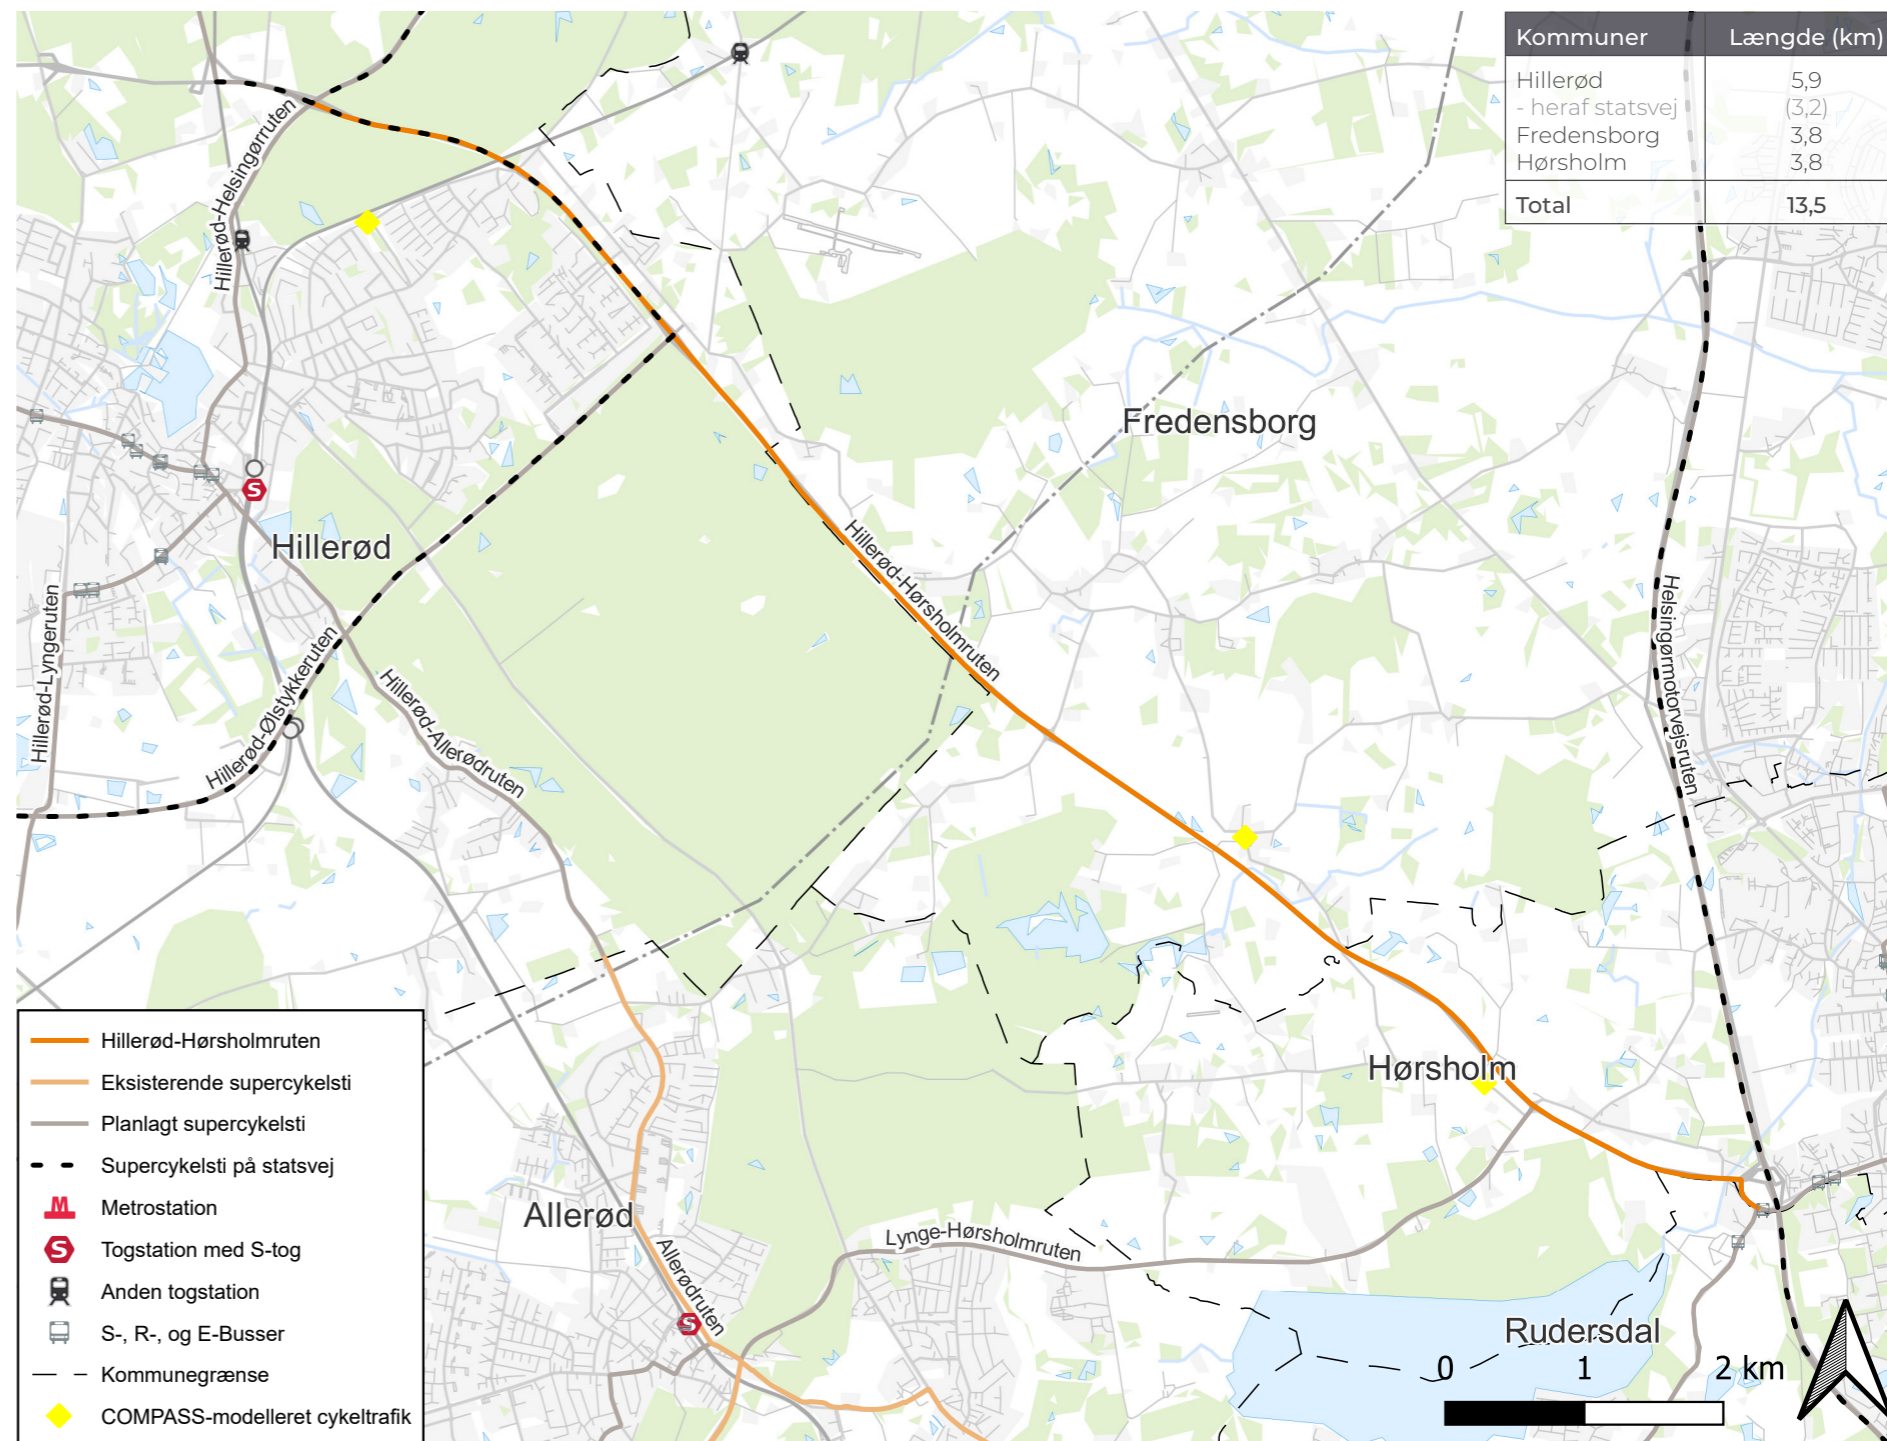 Kommuner Længde (km)
Hillerød 5,9
- heraf statsvej (3,2)
Fredensborg 3,8
Hørsholm 3,8
Total 13,5
Hillerød-Helsingørruten
Fredensborg
Hillerød
Hillerød-Hørsholmruten
Hillerød-Lyngeruten
Hillerød-Ølstykkeruten
Hillerød-Allerødruten
Helsingørmotorvejsruten
Hørsholm
Allerød
Allerødruten
Lynge-Hørsholmruten
Rudersdal
0 1 2 km
Hillerød-Hørsholmruten
Eksisterende supercykelsti
Planlagt supercykelsti
Supercykelsti på statsvej
M Metrostation
S Togstation med S-tog
Anden togstation
S-, R-, og E-Busser
Kommunegrænse
COMPASS-modelleret cykeltrafik
S
S